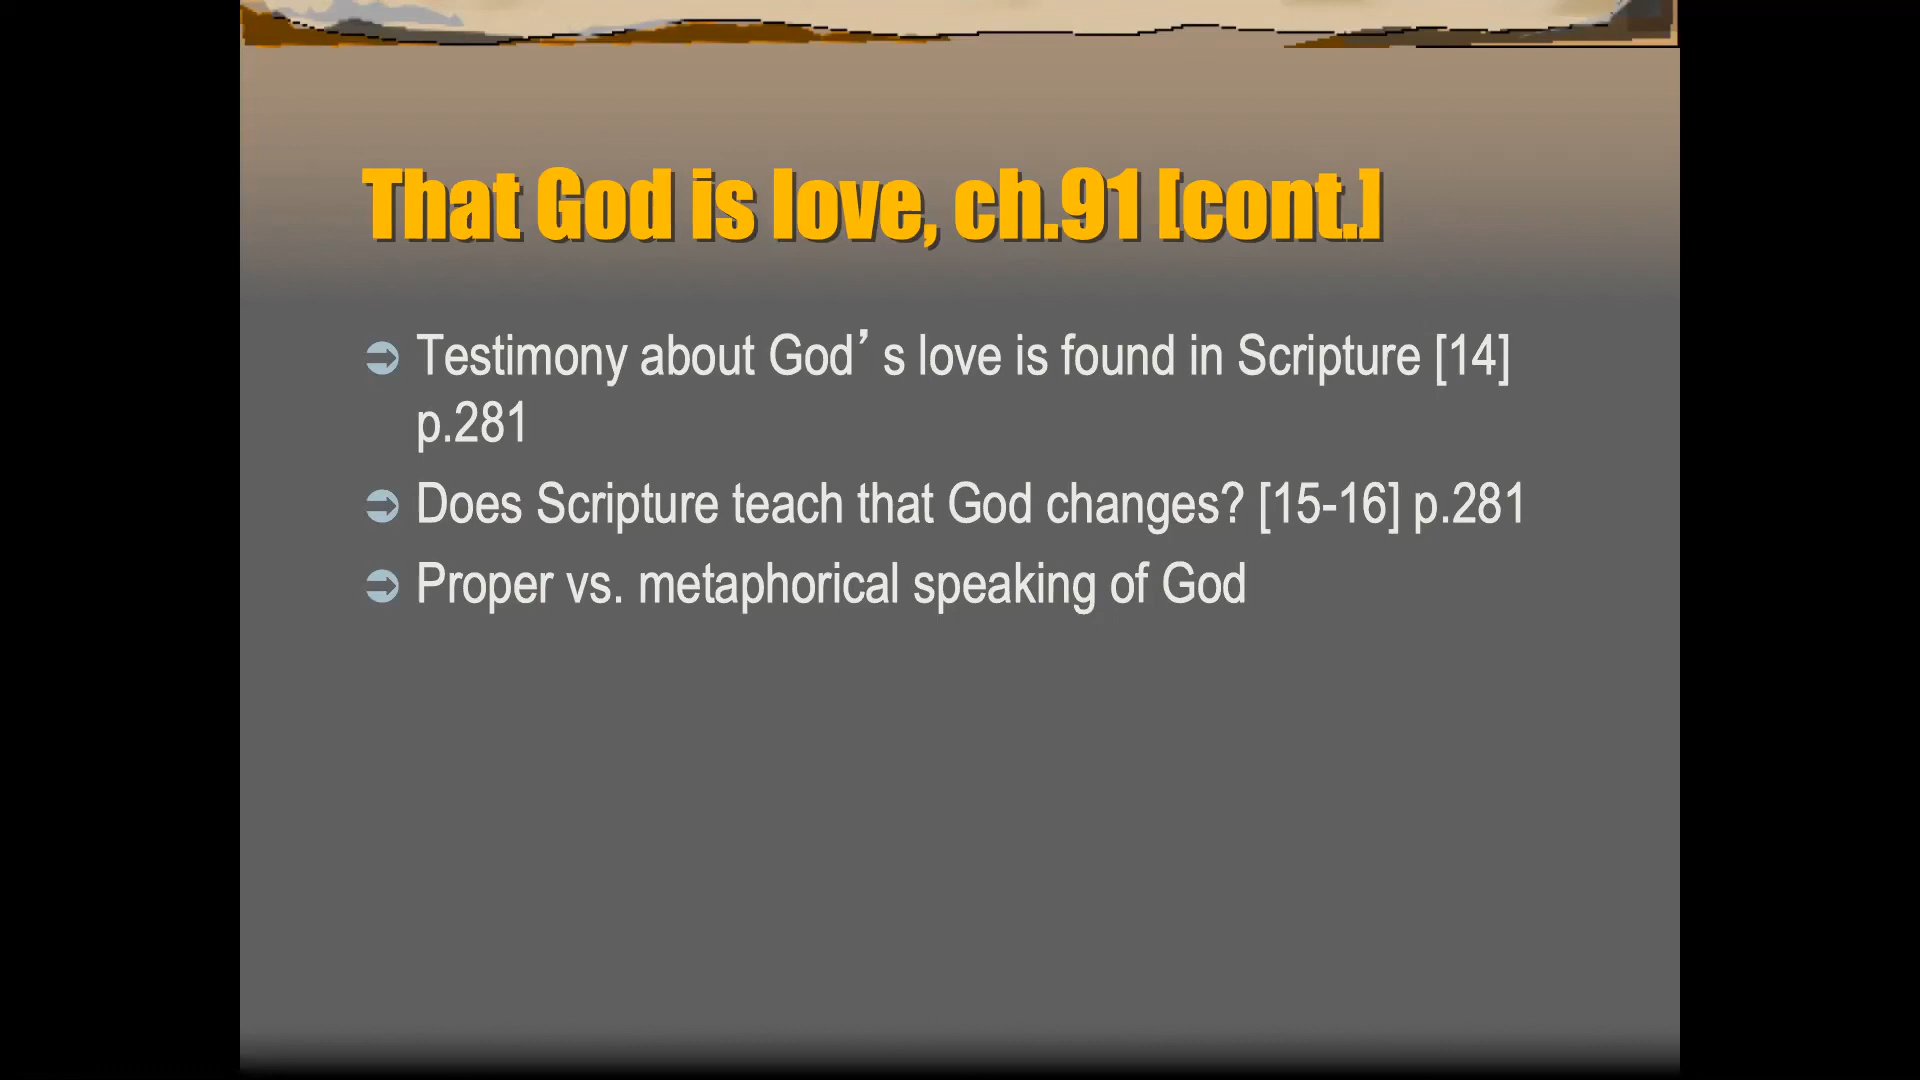 That God is love, ch.91 [cont.]
Testimony about God’s love is found in Scripture [14]
p.281
Does Scripture teach that God changes? [15-16] p.281
Proper vs. metaphorical speaking of God